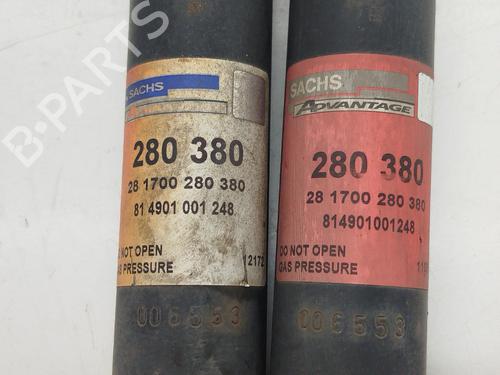 B-PARTS
SACHS
280 380
28 1700 280 380
81 4901 001 248
DO NOT OPEN
GAS PRESSURE
12172
006553
SACHS
ADVANTAGE
280 380
28 1700 280 380
814901001248
DO NOT OPEN
GAS PRESSURE
006553